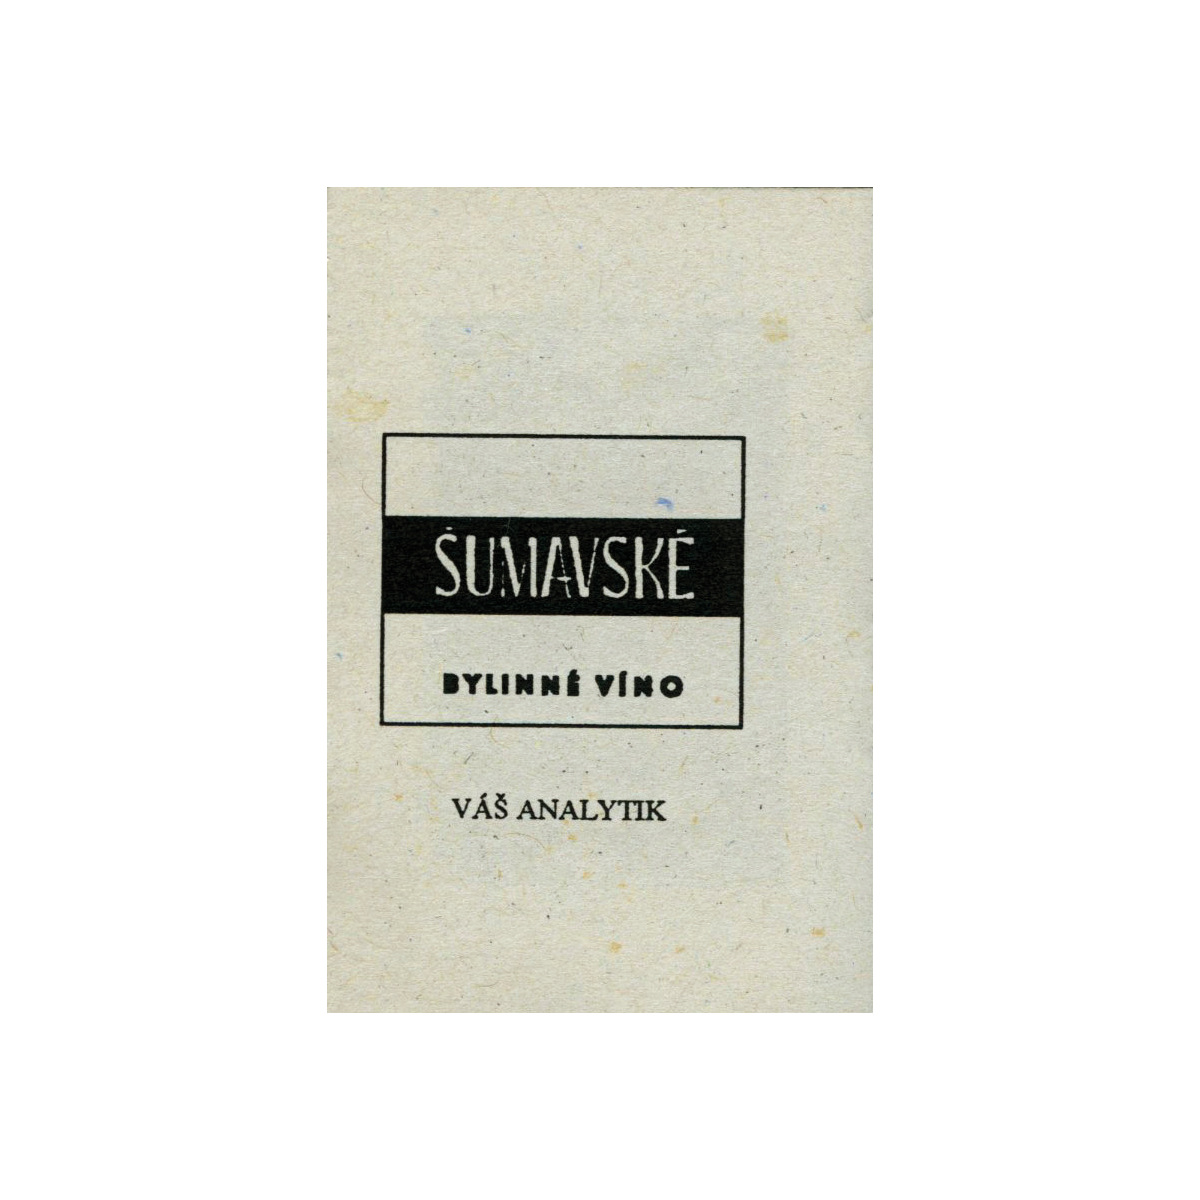 ŠUMAVSKÉ
BYLINNÉ VÍNO
VÁŠ ANALYTIK